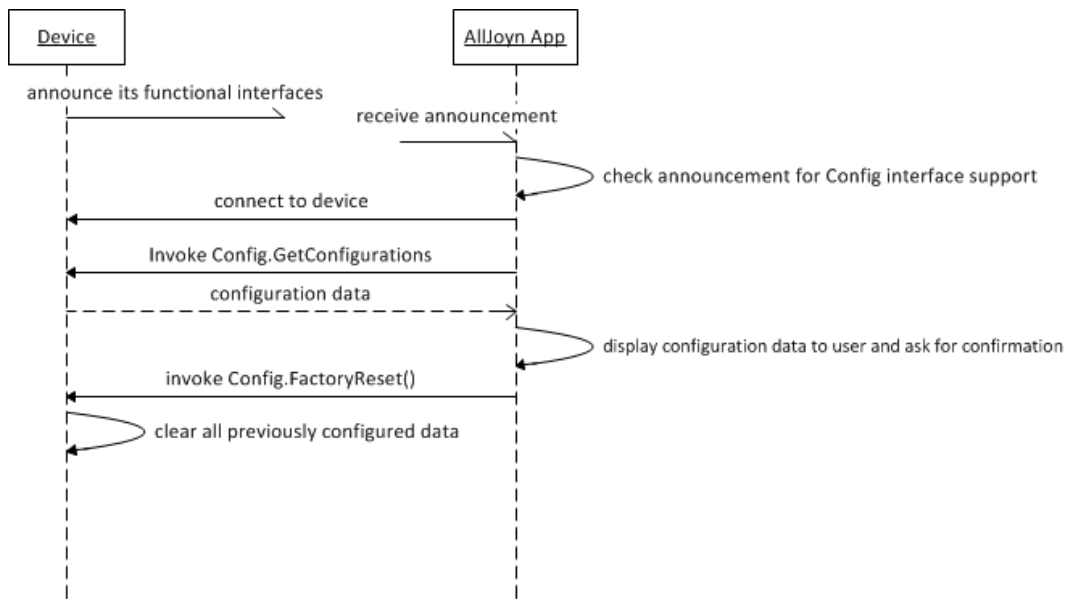 Device
AllJoyn App
announce its functional interfaces
receive announcement
check announcement for Config interface support
connect to device
Invoke Config.GetConfigurations
configuration data
display configuration data to user and ask for confirmation
invoke Config.FactoryReset()
clear all previously configured data